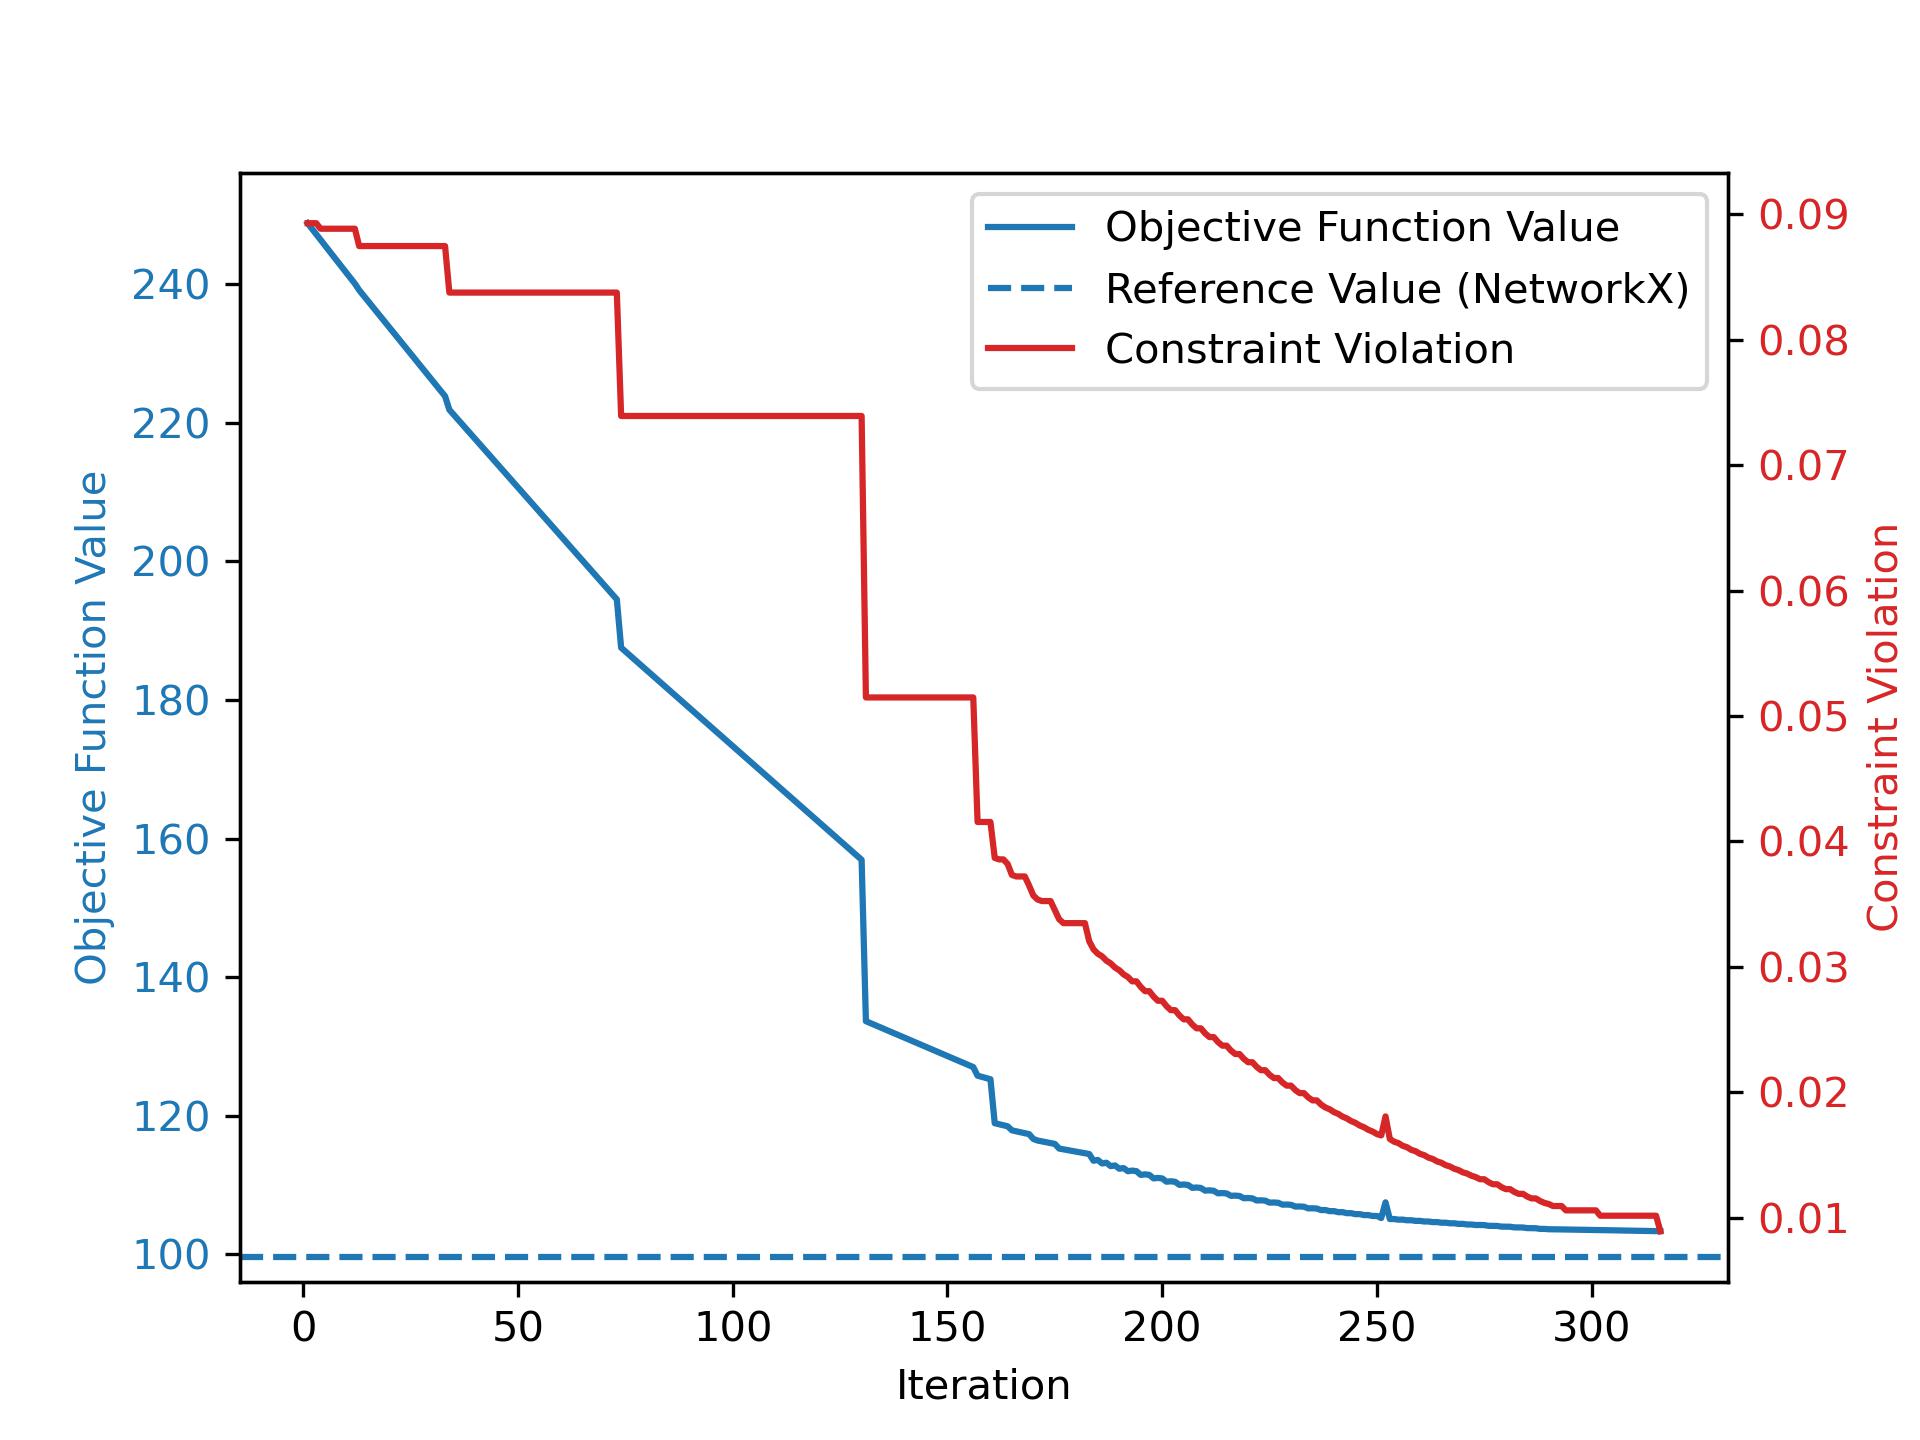 Objective Function Value
Reference Value (NetworkX)
Constraint Violation
240
220
200
180
160
140
120
100
Objective Function Value
0.09
0.08
0.07
0.06
0.05
0.04
0.03
0.02
0.01
Constraint Violation
0 50 100 150 200 250 300
Iteration